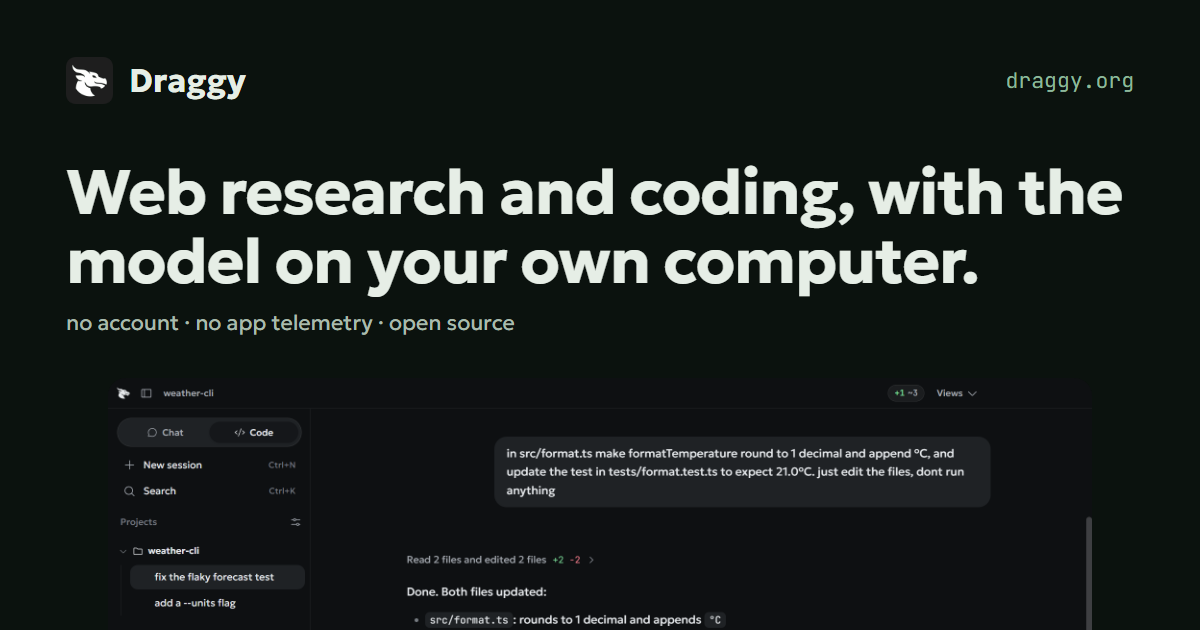 Draggy
draggy.org
Web research and coding, with the
model on your own computer.
no account · no app telemetry · open source
weather-cli
+1 −3
Views
Chat
</> Code
New session Ctrl+N
Search Ctrl+K
Projects
weather-cli
fix the flaky forecast test
add a --units flag
in src/format.ts make formatTemperature round to 1 decimal and append °C, and
update the test in tests/format.test.ts to expect 21.0°C. just edit the files, dont run
anything
Read 2 files and edited 2 files +2 -2
Done. Both files updated:
• src/format.ts : rounds to 1 decimal and appends °C